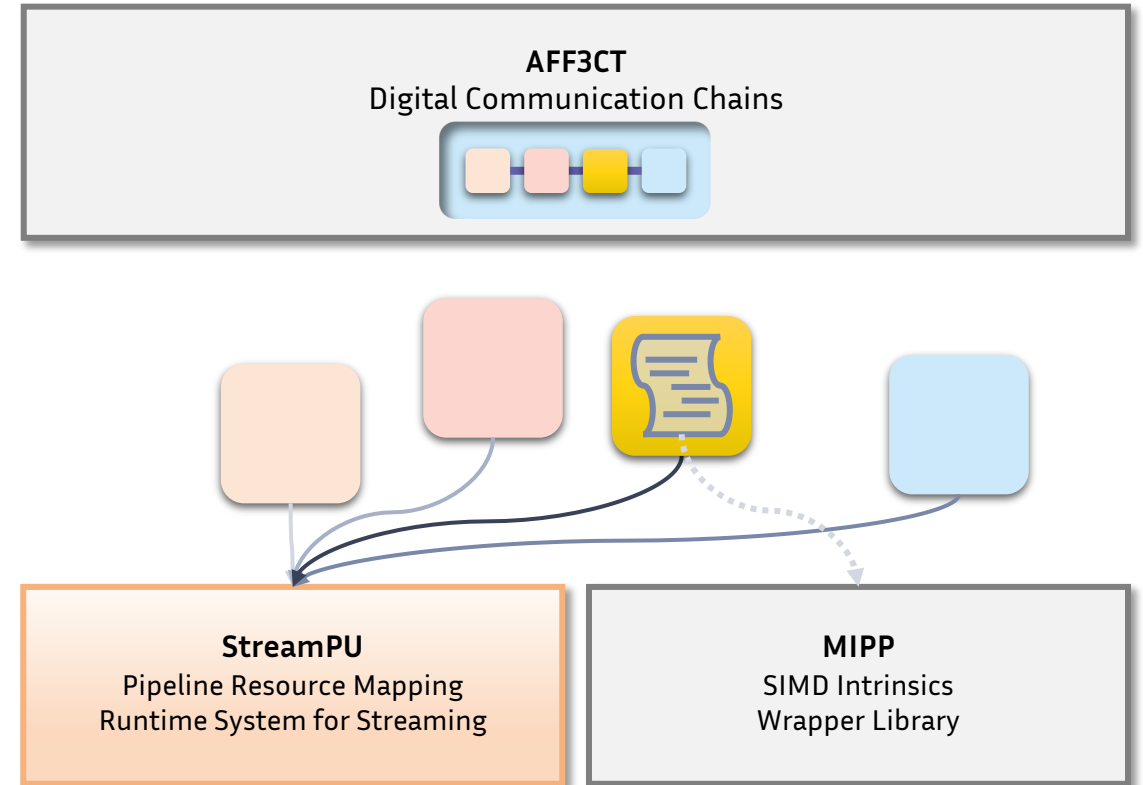 AFF3CT
Digital Communication Chains
StreamPU
Pipeline Resource Mapping
Runtime System for Streaming
MIPP
SIMD Intrinsics
Wrapper Library